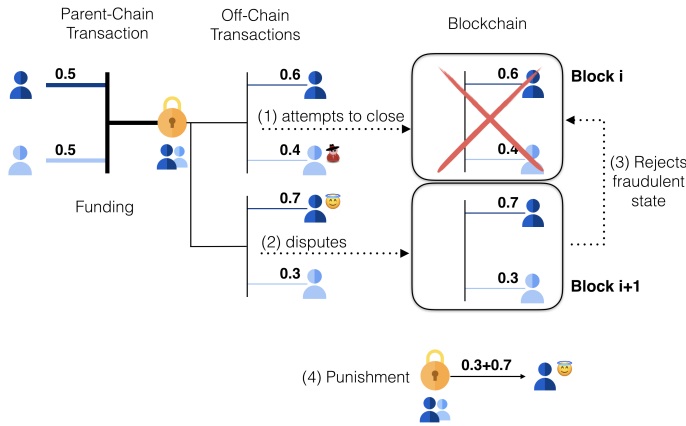 Parent-Chain
Transaction
Off-Chain
Transactions
Blockchain
0.5
0.6
0.6
Block i
(1) attempts to close
0.5
0.4
0.4
(3) Rejects
fraudulent
state
Funding
0.7
0.7
(2) disputes
0.3
0.3
Block i+1
(4) Punishment
0.3+0.7